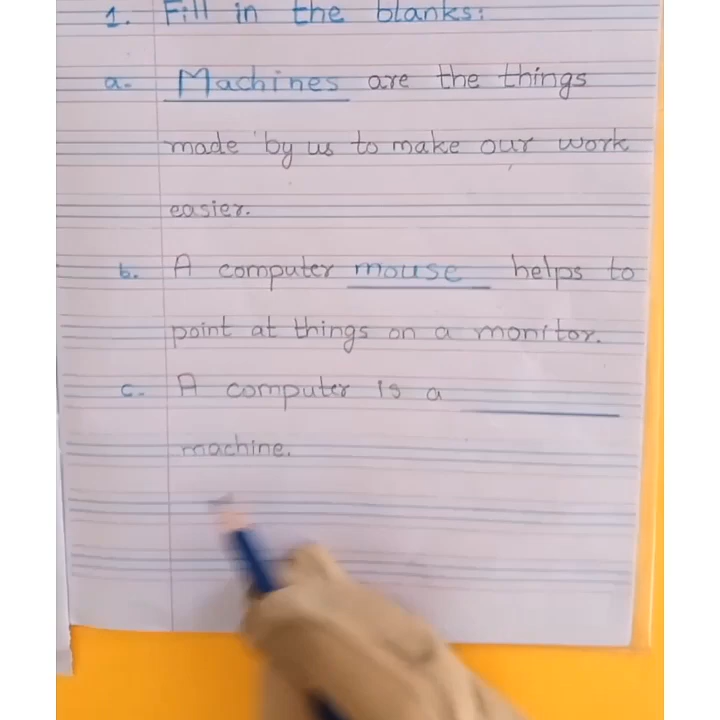 1. Fill in the blanks:
a- Machines are the things
made by us to make our work
easier.
b. A computer mouse helps to
point at things on a monitor.
c- A computer is a ________
machine.